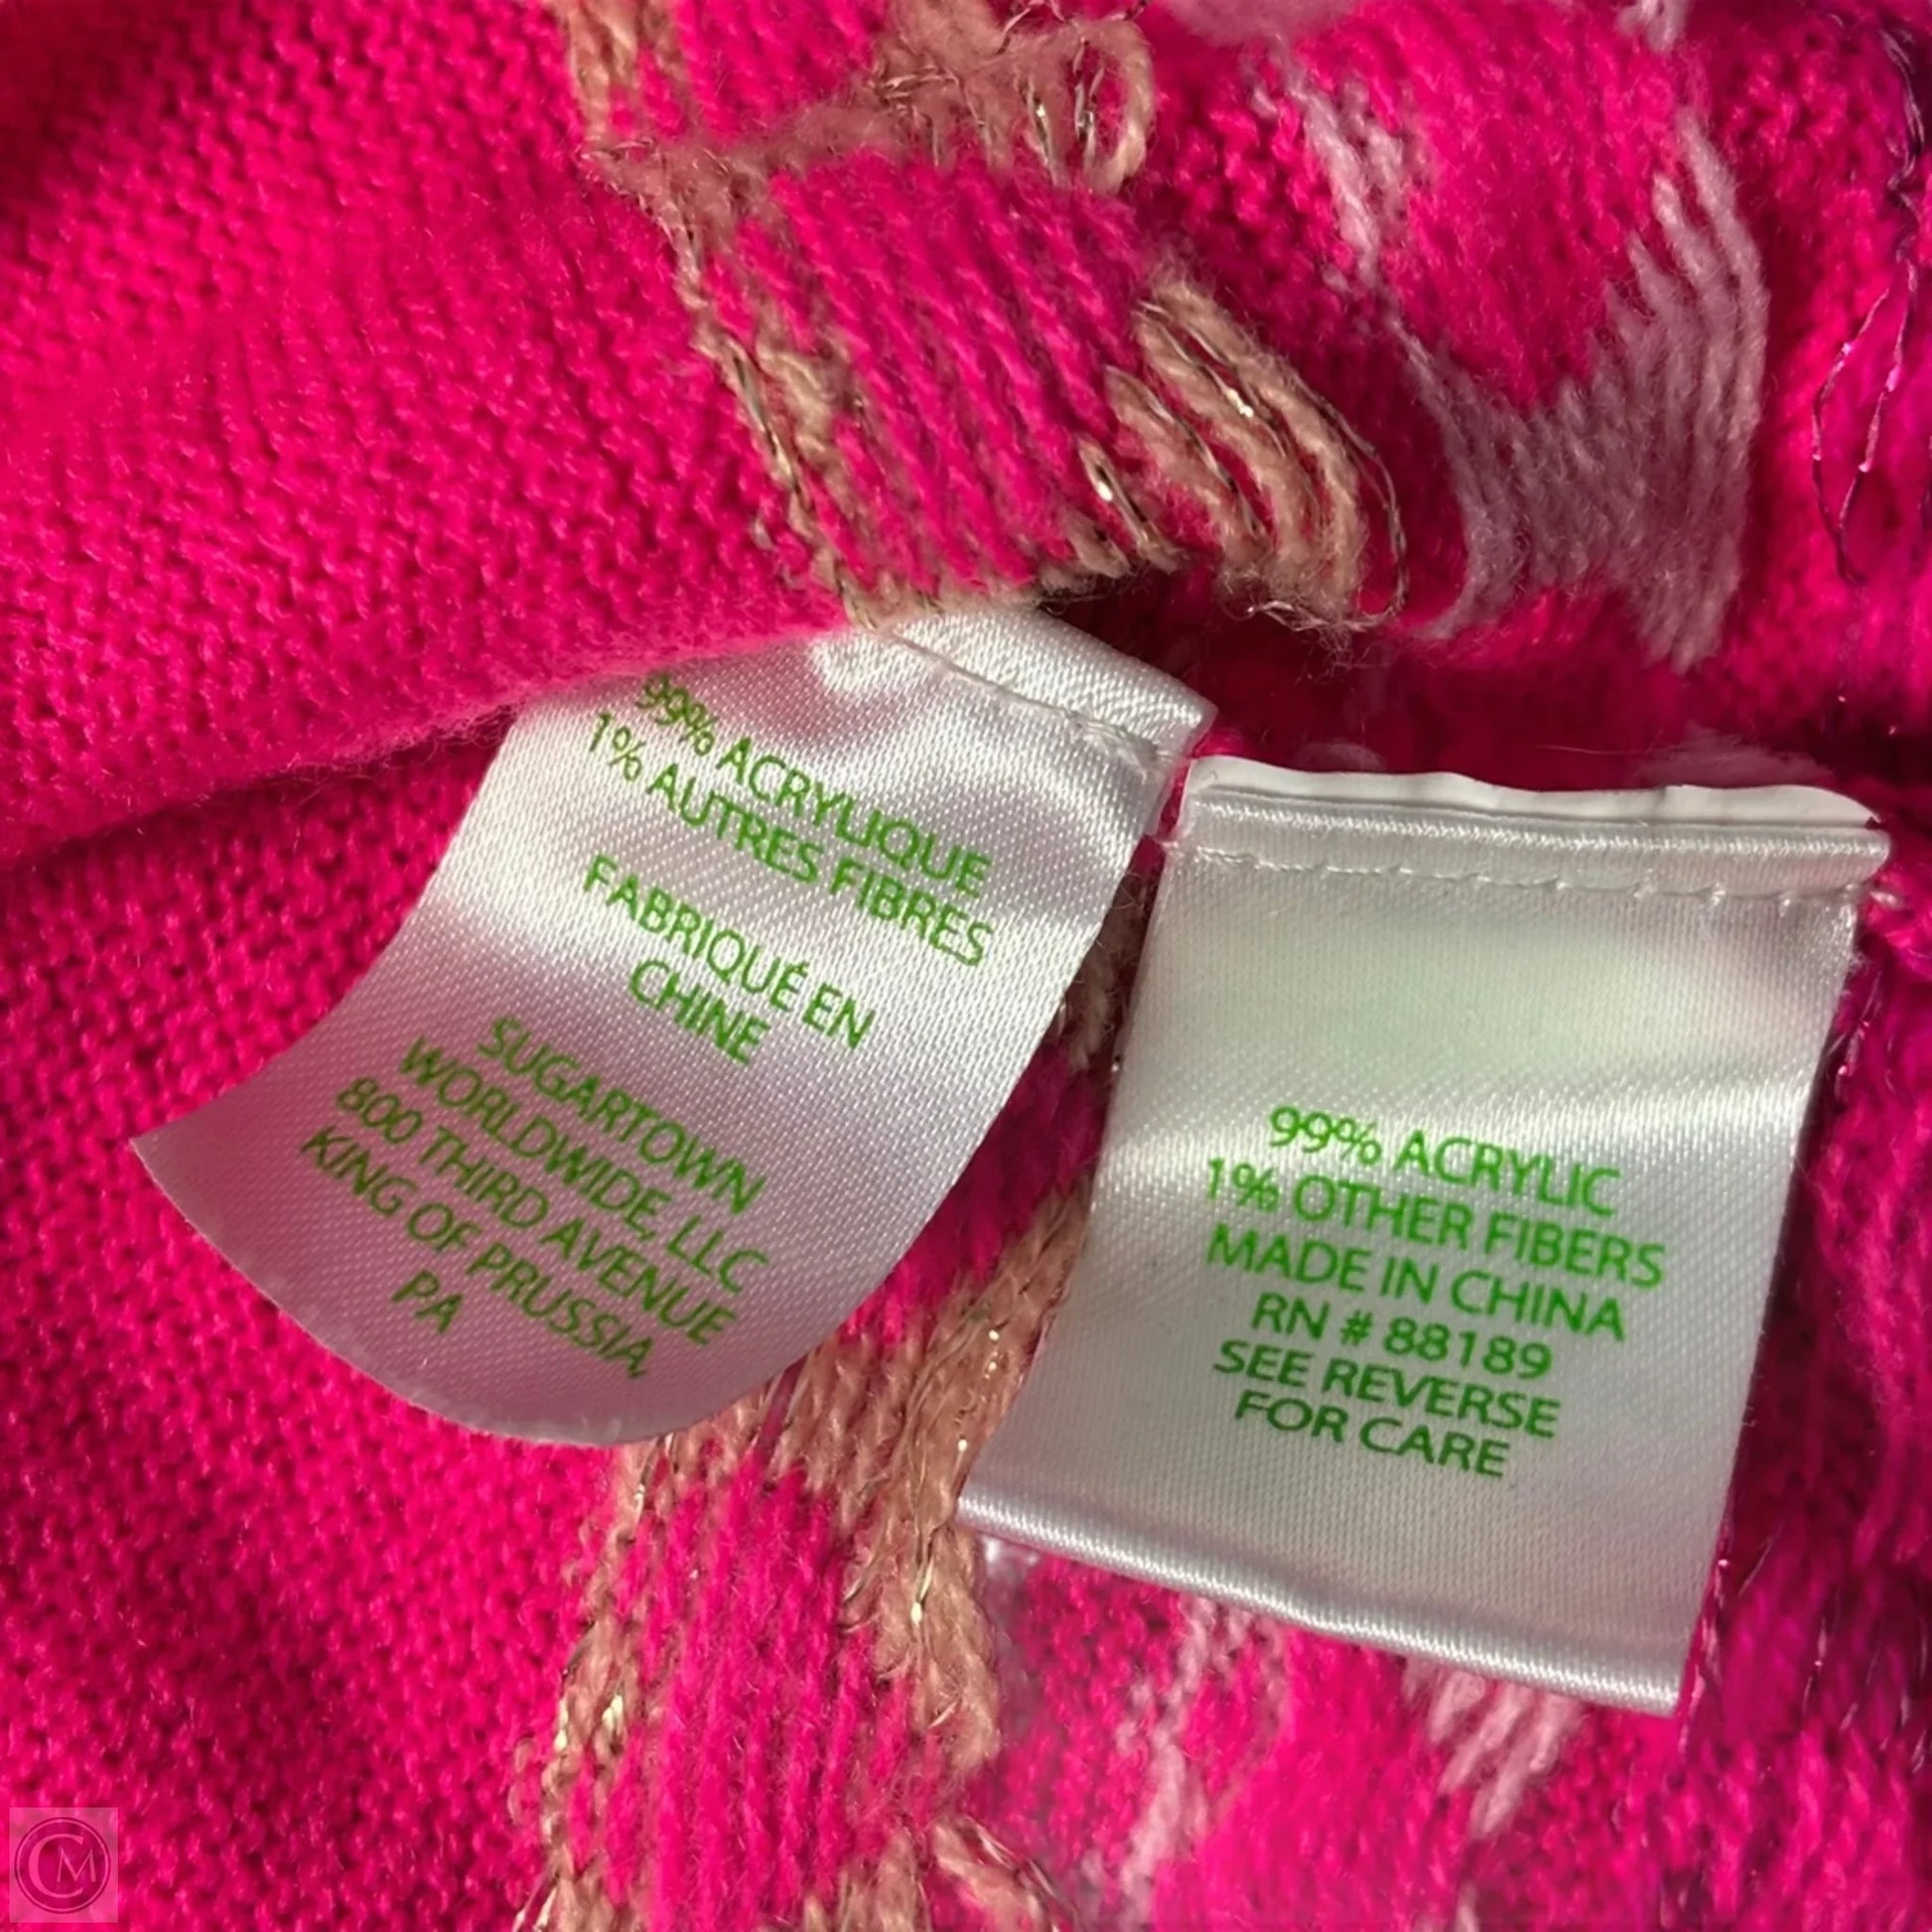 99% ACRYLIQUE
1% AUTRES FIBRES
FABRIQUÉ EN
CHINE
SUGARTOWN
WORLDWIDE, LLC
800 THIRD AVENUE
KING OF PRUSSIA,
PA
99% ACRYLIC
1% OTHER FIBERS
MADE IN CHINA
RN # 88189
SEE REVERSE
FOR CARE
CM